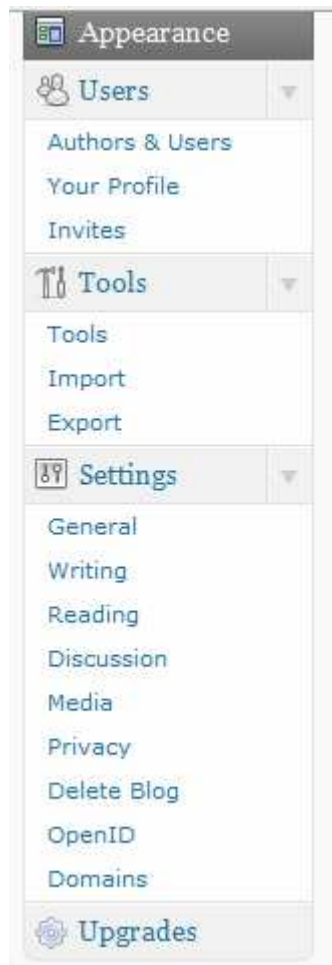 Appearance
Users
Authors & Users
Your Profile
Invites
Tools
Tools
Import
Export
Settings
General
Writing
Reading
Discussion
Media
Privacy
Delete Blog
OpenID
Domains
Upgrades